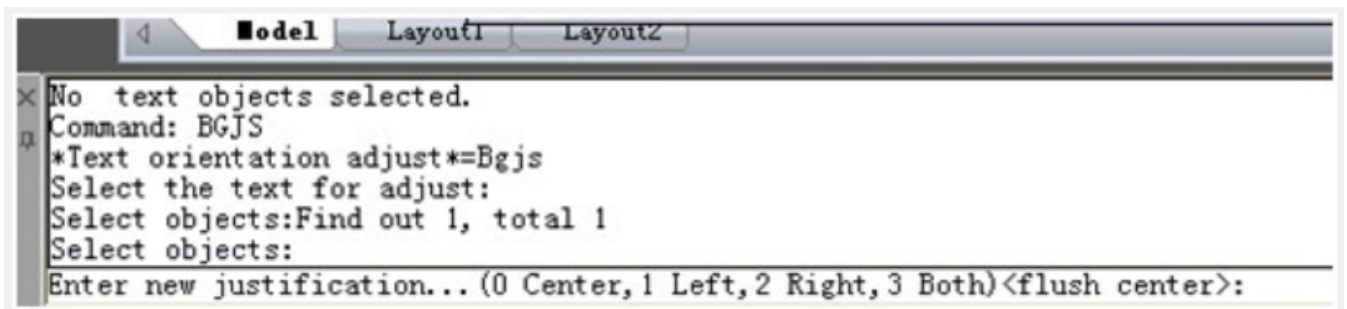 Model Layout1 Layout2
No text objects selected.
Command: BGJS
*Text orientation adjust*=Bgjs
Select the text for adjust:
Select objects:Find out 1, total 1
Select objects:
Enter new justification...(0 Center,1 Left,2 Right,3 Both)<flush center>: